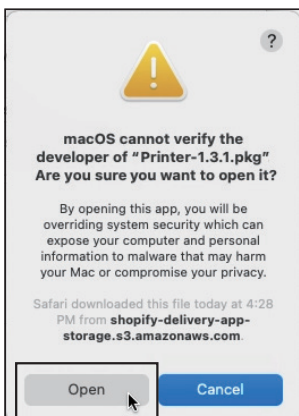 ?
macOS cannot verify the
developer of “Printer-1.3.1.pkg”
Are you sure you want to open it?
By opening this app, you will be
overriding system security which can
expose your computer and personal
information to malware that may harm
your Mac or compromise your privacy.
Safari downloaded this file today at 4:28
PM from shopify-delivery-app-
storage.s3.amazonaws.com.
Open
Cancel